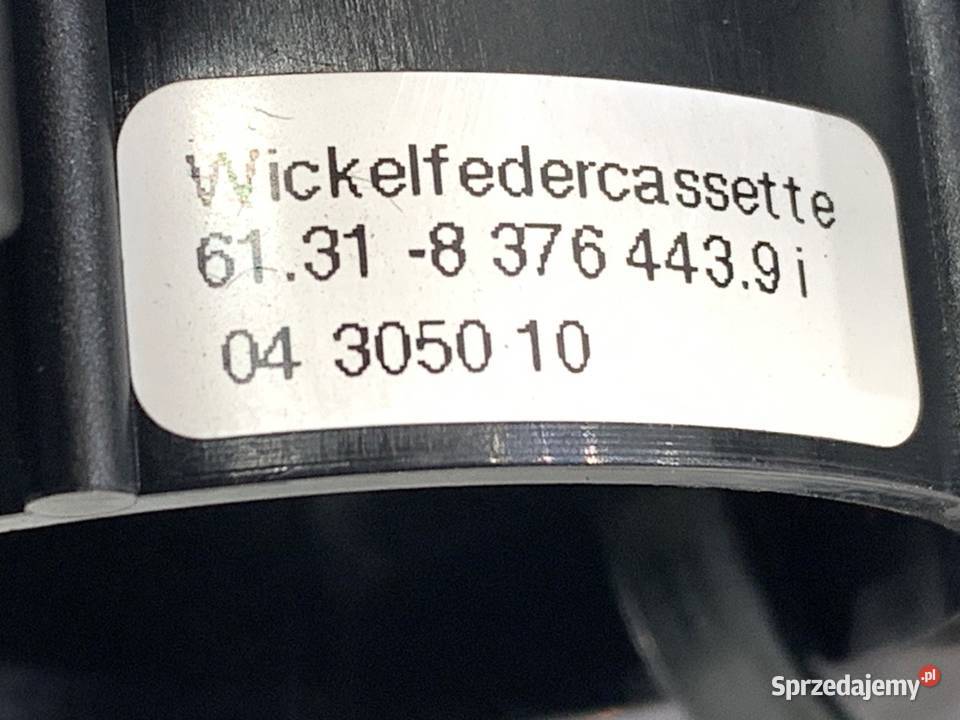 Wickelfedercassette
61.31 -8 376 443.9 i
04 3050 10
Sprzedajemy.pl